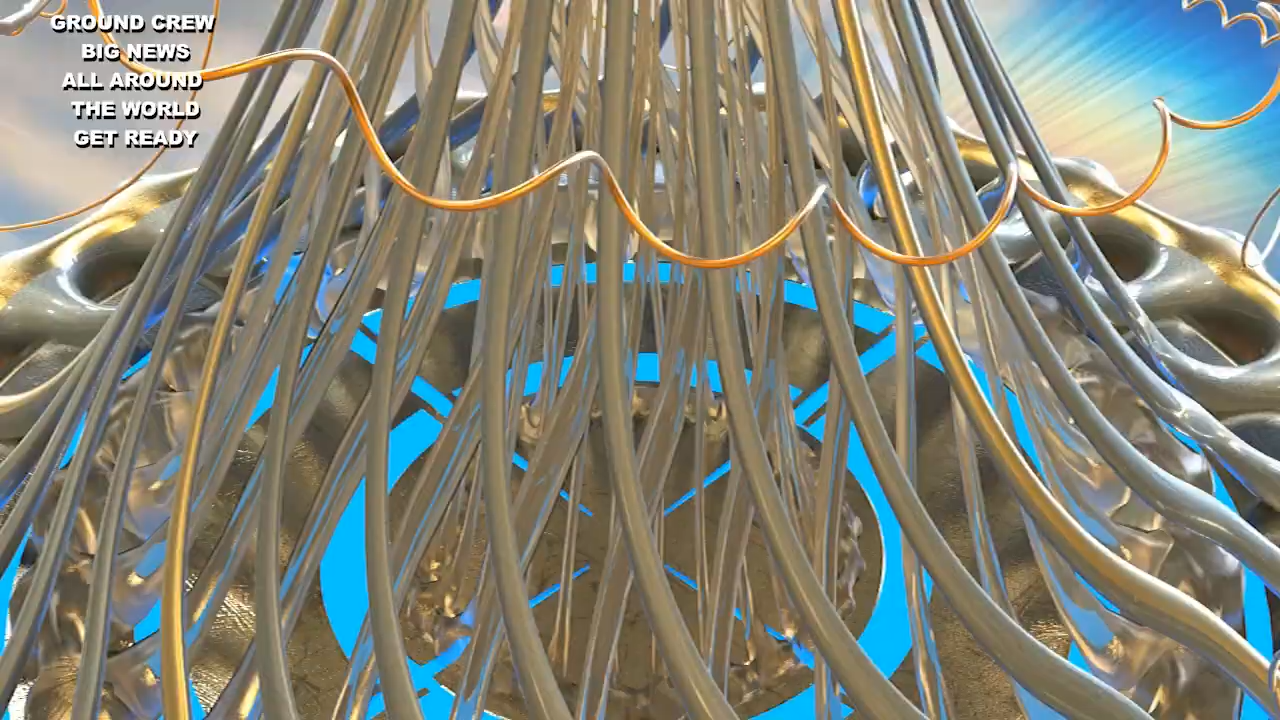 GROUND CREW
BIG NEWS
ALL AROUND
THE WORLD
GET READY